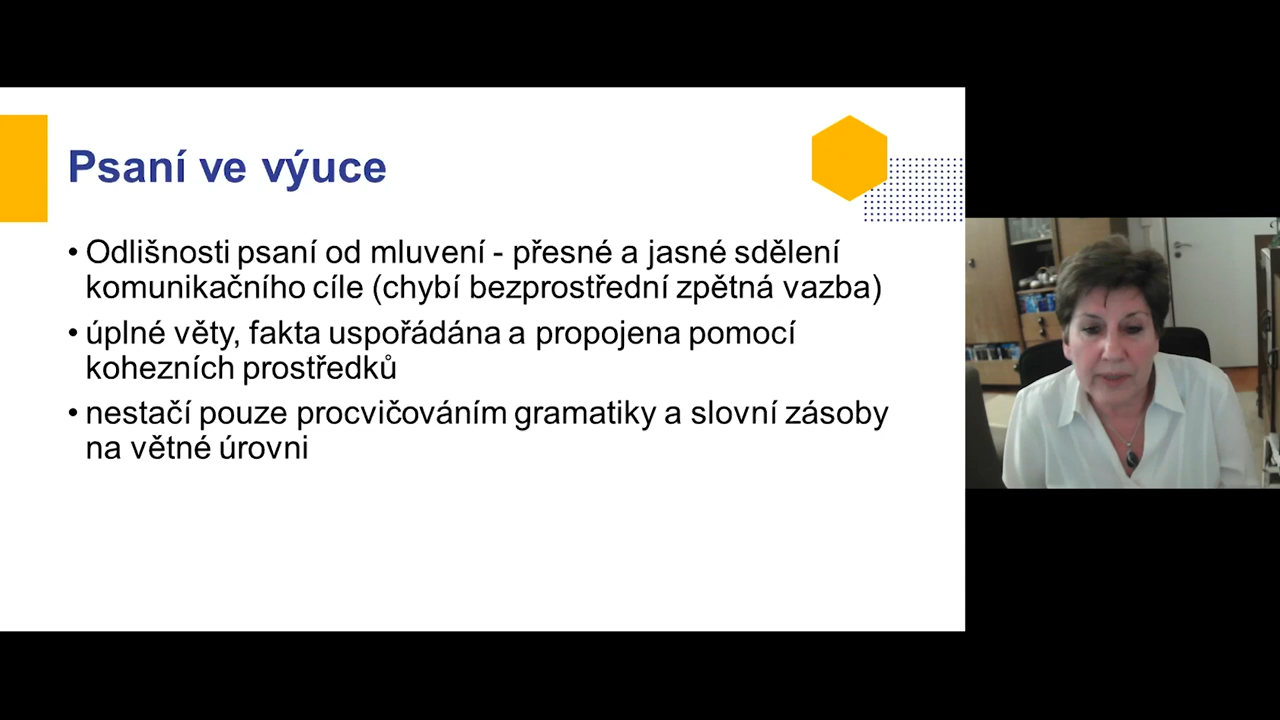 Psaní ve výuce
• Odlišnosti psaní od mluvení - přesné a jasné sdělení
komunikačního cíle (chybí bezprostřední zpětná vazba)
• úplné věty, fakta uspořádána a propojena pomocí
kohezních prostředků
• nestačí pouze procvičováním gramatiky a slovní zásoby
na větné úrovni